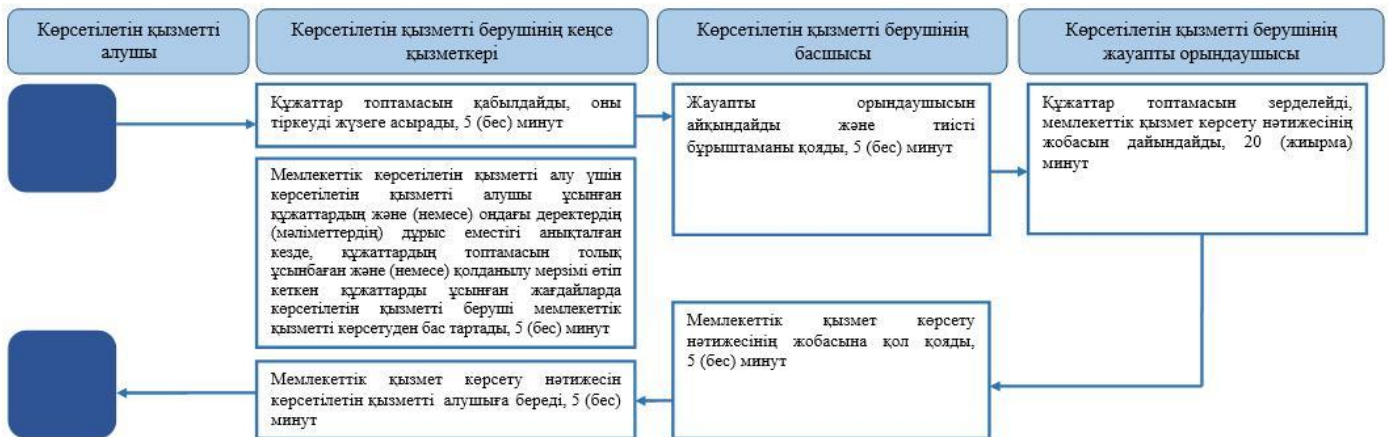 Көрсетілетін қызметті
алушы
Көрсетілетін қызметті берушінің кеңсе
қызметкері
Көрсетілетін қызметті берушінің
басшысы
Көрсетілетін қызметті берушінің
жауапты орындаушысы
Құжаттар топтамасын қабылдайды, оны
тіркеуді жүзеге асырады, 5 (бес) минут
Жауапты орындаушысын
айқындайды және тиісті
бұрыштаманы қояды, 5 (бес) минут
Құжаттар топтамасын зерделейді,
мемлекеттік қызмет көрсету нәтижесінің
жобасын дайындайды, 20 (жиырма)
минут
Мемлекеттік көрсетілетін қызметті алу үшін
көрсетілетін қызметті алушы ұсынған
құжаттардың және (немесе) ондағы деректердің
(мәліметтердің) дұрыс еместігі анықталған
кезде, құжаттардың топтамасын толық
ұсынбаған және (немесе) қолданылу мерзімі өтіп
кеткен құжаттарды ұсынған жағдайларда
көрсетілетін қызметті беруші мемлекеттік
қызметті көрсетуден бас тартады, 5 (бес) минут
Мемлекеттік қызмет көрсету
нәтижесінің жобасына қол қояды,
5 (бес) минут
Мемлекеттік қызмет көрсету нәтижесін
көрсетілетін қызметті алушыға береді, 5 (бес)
минут